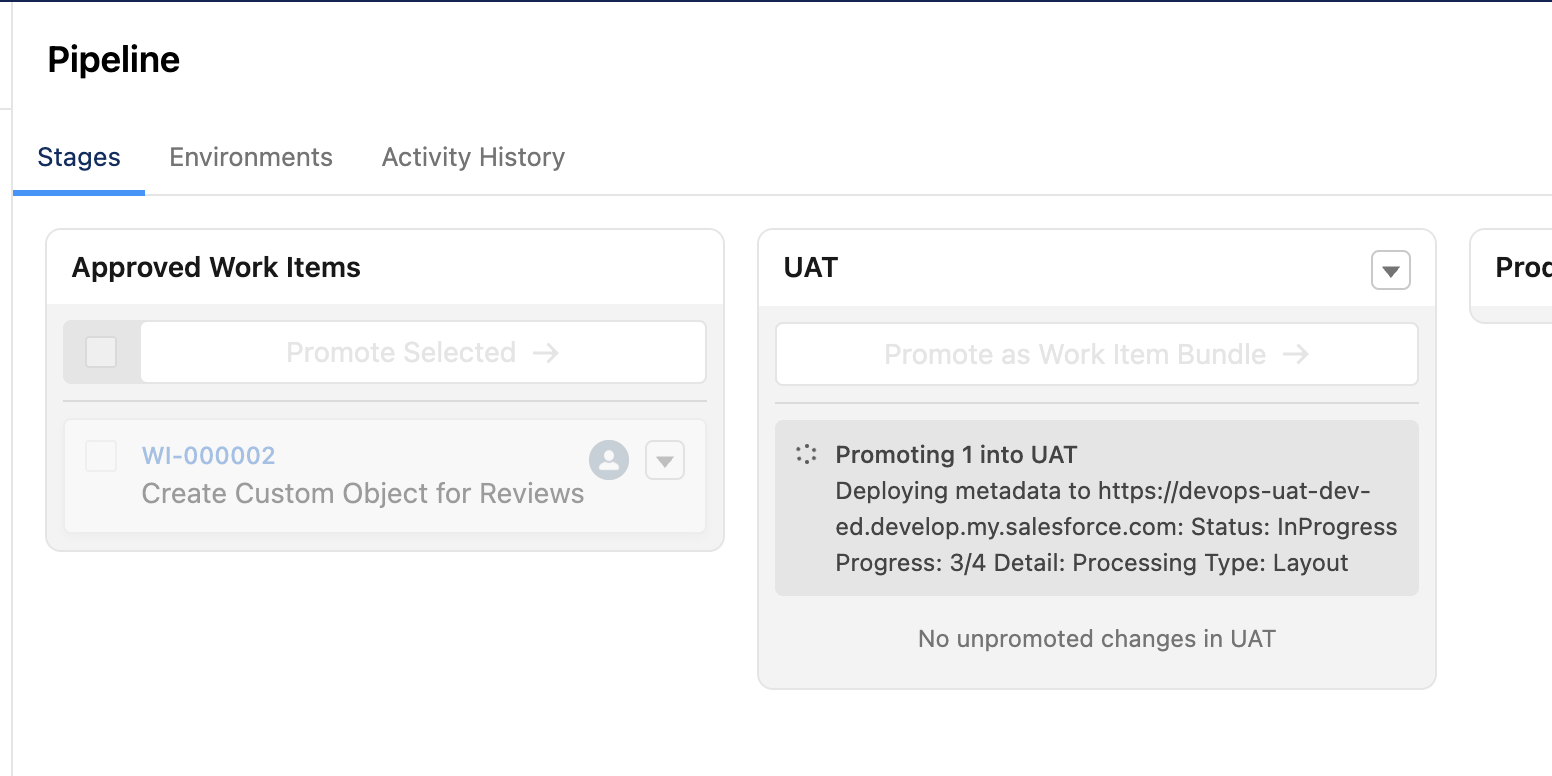 Pipeline
Stages Environments Activity History
Approved Work Items
Promote Selected →
WI-000002
Create Custom Object for Reviews
UAT
Promote as Work Item Bundle →
Promoting 1 into UAT
Deploying metadata to https://devops-uat-dev-
ed.develop.my.salesforce.com: Status: InProgress
Progress: 3/4 Detail: Processing Type: Layout
No unpromoted changes in UAT